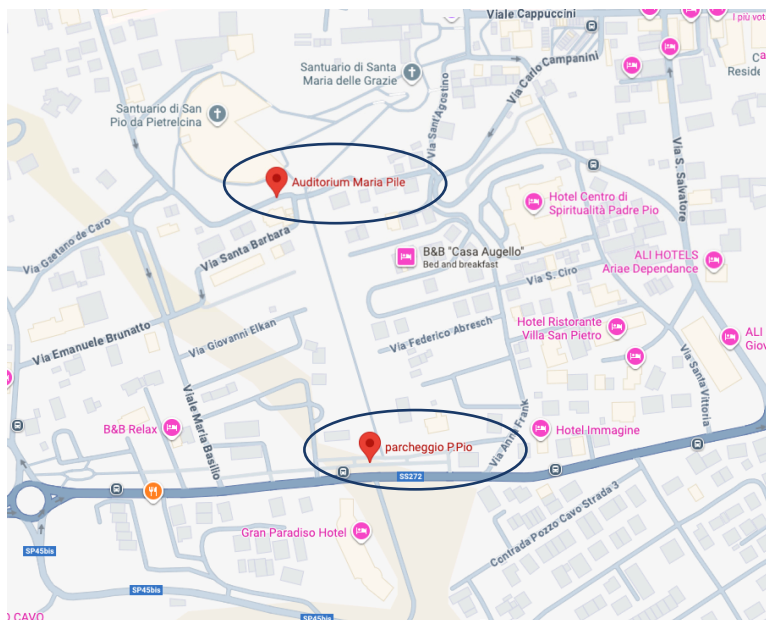 Viale Cappuccini
I più vot
Santuario di Santa
Maria delle Grazie
Via Carlo Campanini
Reside
Santuario di San
Pio da Pietrelcina
Via Sant'Agostino
Via S. Salvatore
Auditorium Maria Pile
Hotel Centro di
Spiritualità Padre Pio
Via Gaetano de Caro
Via Santa Barbara
B&B "Casa Augello"
Bed and breakfast
ALI HOTELS
Ariae Dependance
Via S. Ciro
Via Emanuele Brunatto
Via Giovanni Elkan
Via Federico Abresch
Hotel Ristorante
Villa San Pietro
ALI
Giov
Via Santa Vittoria
Viale Maria Basilio
B&B Relax
parcheggio P.Pio
Via Anna Frank
Hotel Immagine
SS272
Contrada Pozzo Cavo Strada 3
Gran Paradiso Hotel
SP45bis
SP45bis
SP45bis
O CAVO